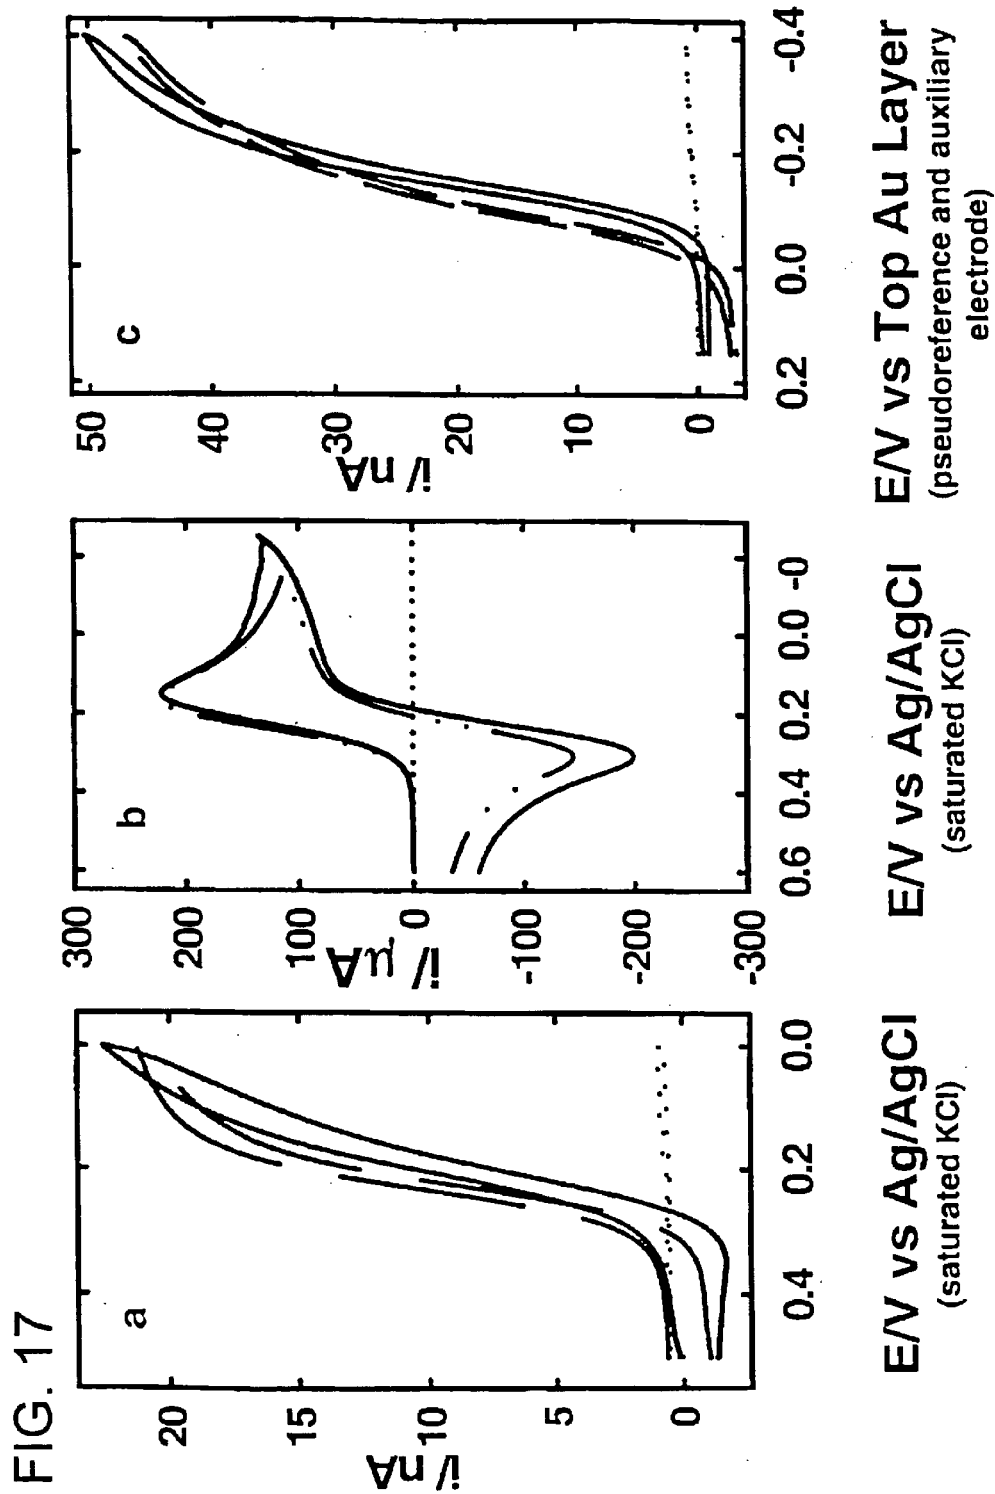 FIG. 17
a
i/ nA
20
15
10
5
0
0.4
0.2
0.0
E/V vs Ag/AgCl
(saturated KCl)
b
i/ μA
300
200
100
0
-100
-200
-300
0.6
0.4
0.2
0.0
-0
E/V vs Ag/AgCl
(saturated KCl)
c
i/ nA
50
40
30
20
10
0
0.2
0.0
-0.2
-0.4
E/V vs Top Au Layer
(pseudoreference and auxiliary
electrode)